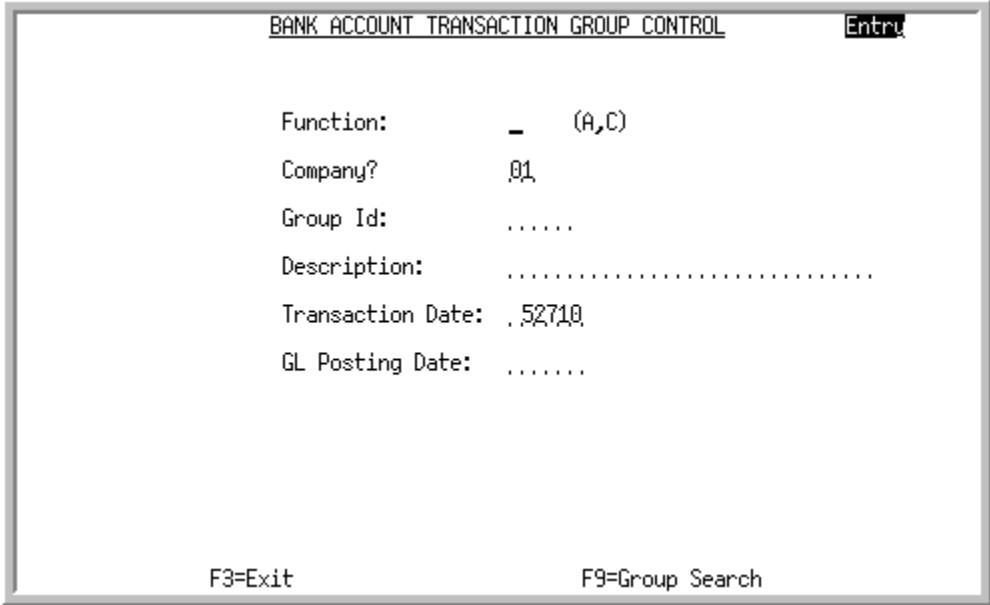 BANK ACCOUNT TRANSACTION GROUP CONTROL Entry
Function: _ (A,C)
Company? 01
Group Id: ......
Description: ...............................
Transaction Date: 52710
GL Posting Date: .......
F3=Exit F9=Group Search